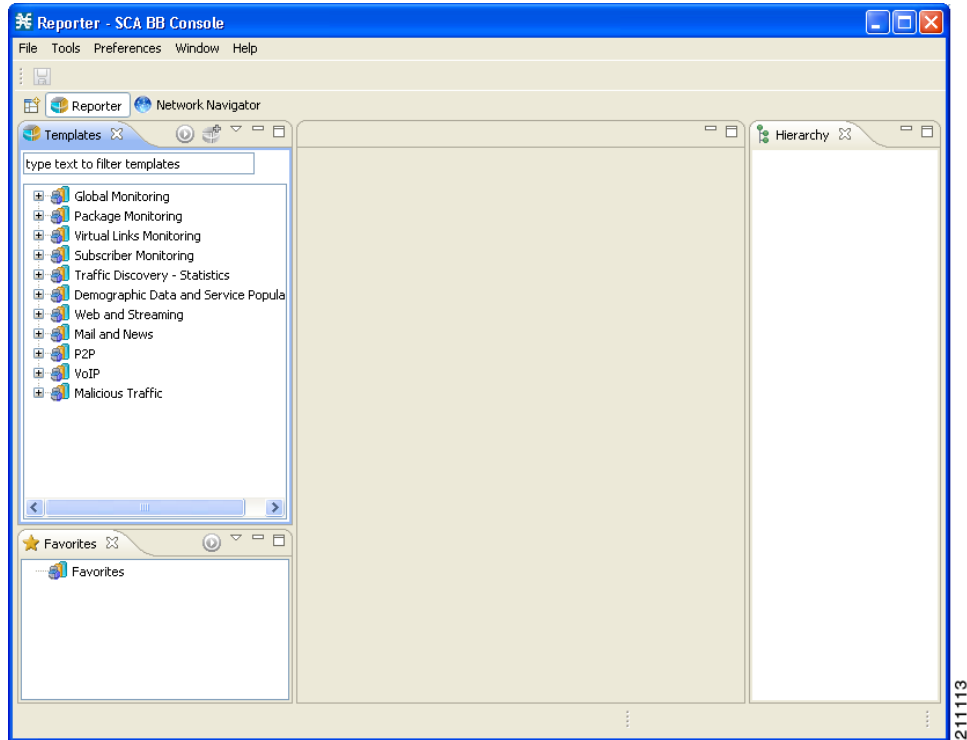 Reporter - SCA BB Console
File Tools Preferences Window Help
Reporter Network Navigator
Templates
Hierarchy
type text to filter templates
Global Monitoring
Package Monitoring
Virtual Links Monitoring
Subscriber Monitoring
Traffic Discovery - Statistics
Demographic Data and Service Popula
Web and Streaming
Mail and News
P2P
VoIP
Malicious Traffic
Favorites
Favorites
211113